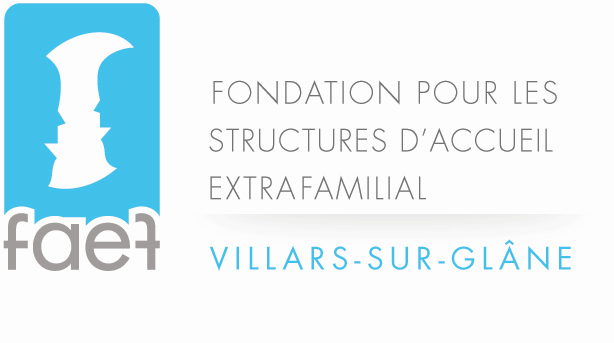 faef
FONDATION POUR LES
STRUCTURES D’ACCUEIL
EXTRAFAMILIAL
VILLARS-SUR-GLÂNE